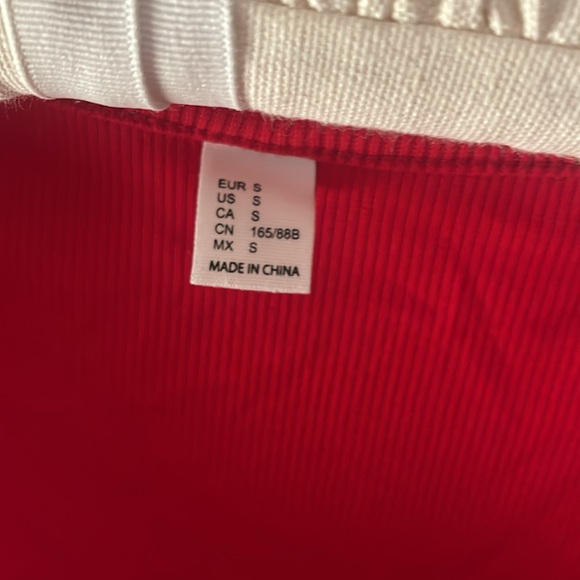 EUR S
US S
CA S
CN 165/88B
MX S
MADE IN CHINA